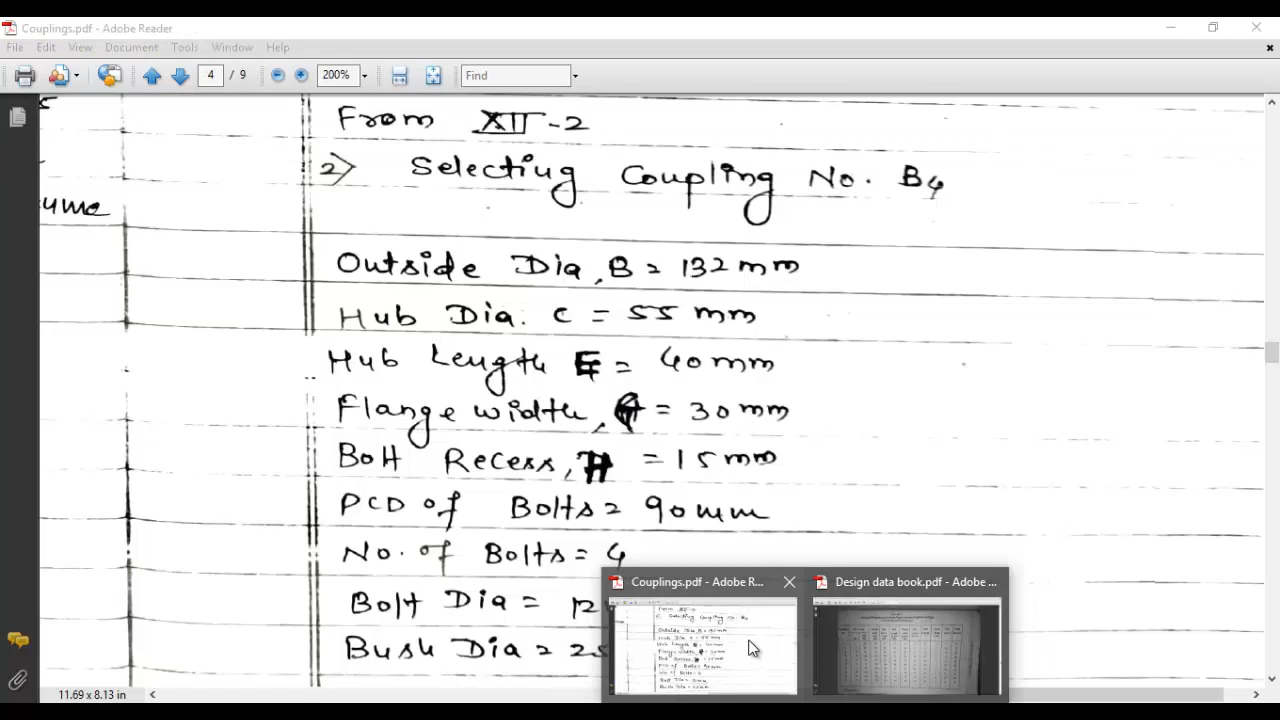 Couplings.pdf - Adobe Reader
File Edit View Document Tools Window Help
4 / 9 200% Find
From XII-2
2) Selecting Coupling No. B4
Outside Dia, B = 132 mm
Hub Dia. C = 55 mm
Hub Length E = 40 mm
Flange width, G = 30 mm
Bolt Recess, H = 15 mm
PCD of Bolts = 90 mm
No. of Bolts = 4
Bolt Dia = 12
Bush Dia = 25
Couplings.pdf - Adobe R...
Design data book.pdf - Adobe ...
11.69 x 8.13 in